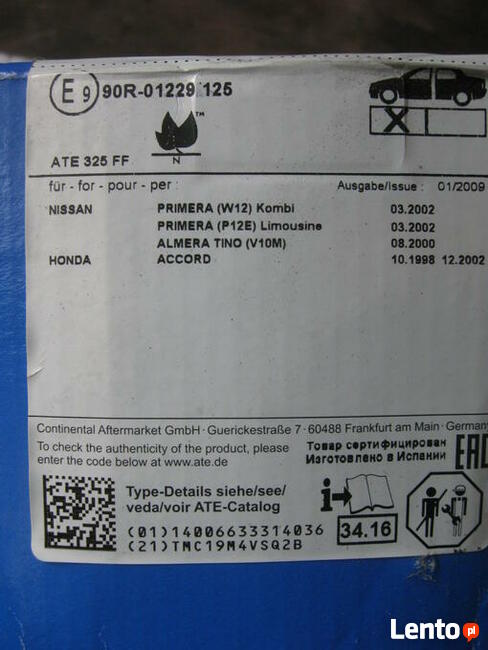 E9 90R-01229/125
X
™
N
ATE 325 FF
für - for - pour - per :
Ausgabe/issue : 01/2009
NISSAN PRIMERA (W12) Kombi 03.2002
PRIMERA (P12E) Limousine 03.2002
ALMERA TINO (V10M) 08.2000
HONDA ACCORD 10.1998 12.2002
Continental Aftermarket GmbH · Guerickestraße 7 · 60488 Frankfurt am Main · Germany
To check the authenticity of the product, please
enter the code below at www.ate.de
Товар сертифицирован
Изготовлено в Испании
EAC
Type-Details siehe/see/
veda/voir ATE-Catalog
i
34.16
(01)14006633314036
(21)TMC19M4VSQ2B
Lento.pl